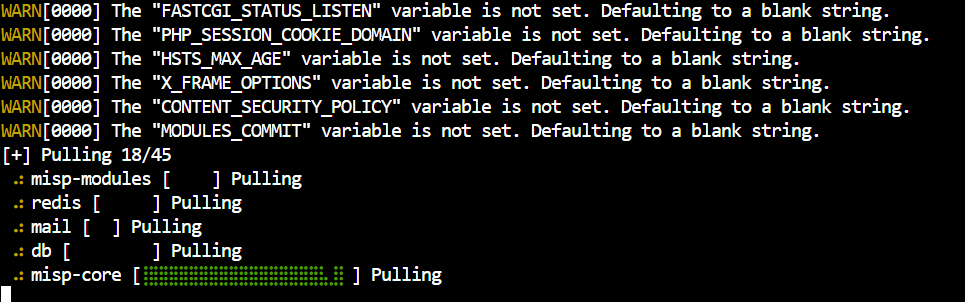 WARN[0000] The "FASTCGI_STATUS_LISTEN" variable is not set. Defaulting to a blank string.
WARN[0000] The "PHP_SESSION_COOKIE_DOMAIN" variable is not set. Defaulting to a blank string.
WARN[0000] The "HSTS_MAX_AGE" variable is not set. Defaulting to a blank string.
WARN[0000] The "X_FRAME_OPTIONS" variable is not set. Defaulting to a blank string.
WARN[0000] The "CONTENT_SECURITY_POLICY" variable is not set. Defaulting to a blank string.
WARN[0000] The "MODULES_COMMIT" variable is not set. Defaulting to a blank string.
[+] Pulling 18/45
misp-modules [    ] Pulling
redis [     ] Pulling
mail [  ] Pulling
db [        ] Pulling
misp-core [⣿⣿⣿⣿⣿⣿⣿⣿⣿⣿⣿⣿⣿⣿⣿⣿⣿⣿⣄⣿ ] Pulling